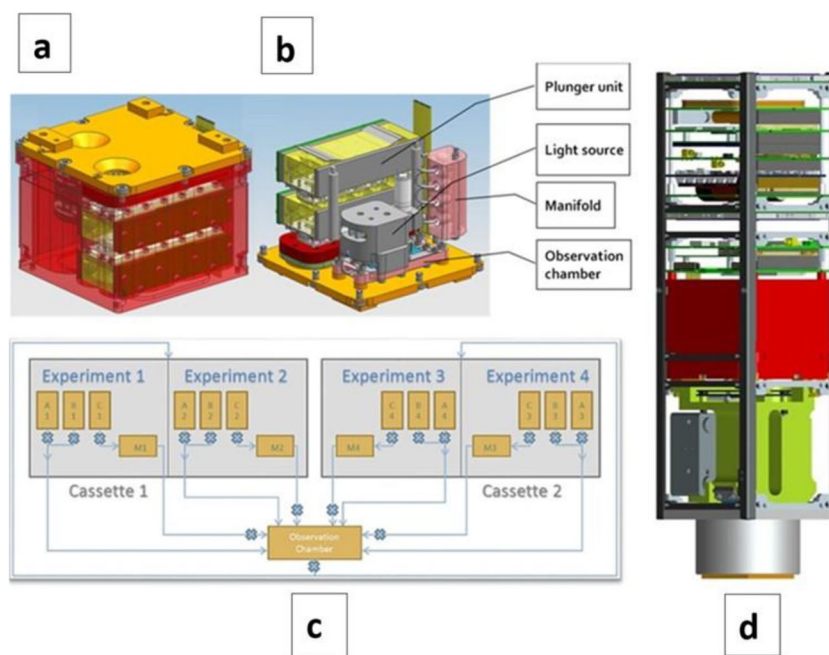 a
b
Plunger unit
Light source
Manifold
Observation
chamber
Experiment 1
Experiment 2
Experiment 3
Experiment 4
A
1
B
1
C
1
A
2
B
2
C
2
C
4
B
4
A
4
C
3
B
3
A
3
M1
M2
M4
M3
Cassette 1
Cassette 2
Observation
Chamber
c
d